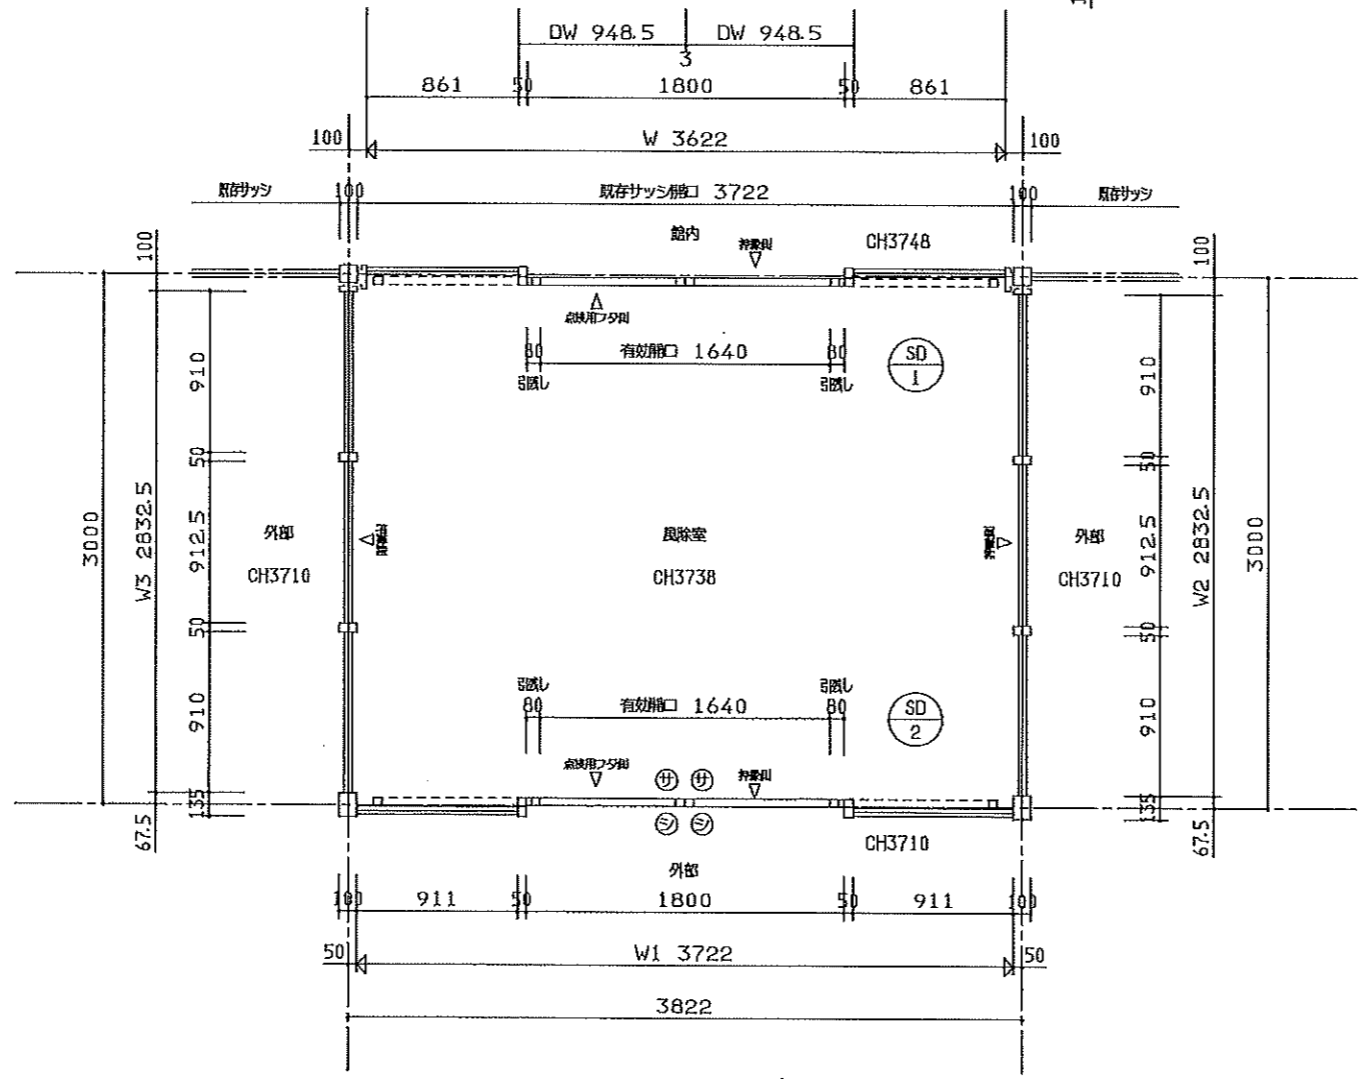 DW 948.5 DW 948.5
3
861 50 1800 50 861
100 W 3622 100
既存サッシ 100 既存サッシ開口 3722 100 既存サッシ
館内 CH3748
100 100
点検用フタ側
80 有効開口 1640 80
引残し 引残し
SD
1
910 910
50 50
3000 W3 2832.5 912.5 912.5 W2 2832.5 3000
外部 風除室 外部
CH3710 CH3738 CH3710
50 50
910 910
引残し 引残し
80 有効開口 1640 80
SD
2
点検用フタ側 サ サ
135 135
67.5 シ シ 67.5
CH3710
外部
100 911 50 1800 50 911 100
50 W1 3722 50
3822